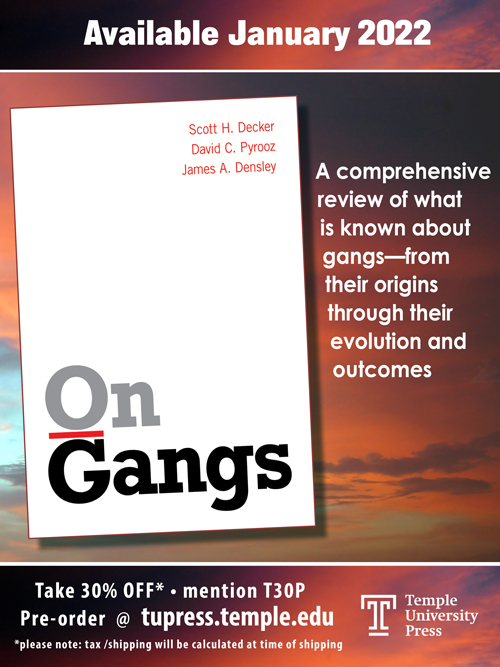 Available January 2022
Scott H. Decker
David C. Pyrooz
James A. Densley
On
Gangs
A comprehensive
review of what
is known about
gangs—from
their origins
through their
evolution and
outcomes
Take 30% OFF* • mention T30P
Pre-order @ tupress.temple.edu
*please note: tax /shipping will be calculated at time of shipping
Temple
University
Press